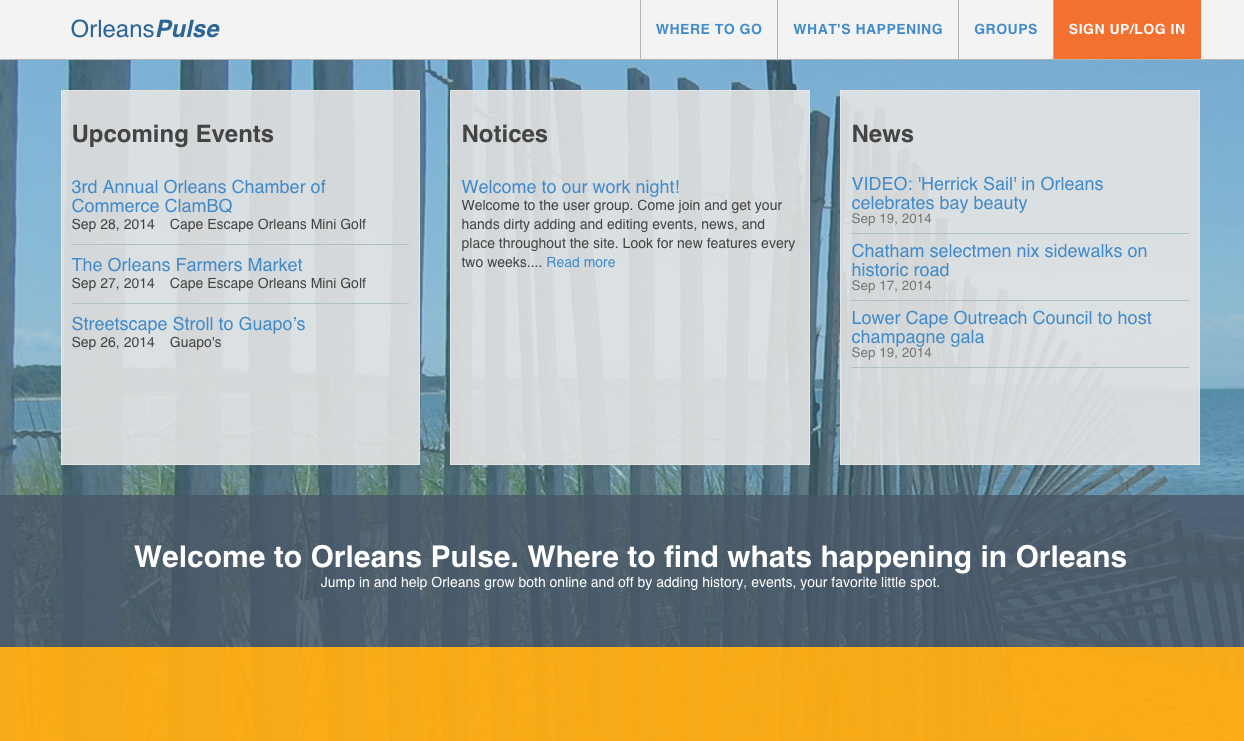 OrleansPulse
WHERE TO GO
WHAT'S HAPPENING
GROUPS
SIGN UP/LOG IN
Upcoming Events
3rd Annual Orleans Chamber of
Commerce ClamBQ
Sep 28, 2014 Cape Escape Orleans Mini Golf
The Orleans Farmers Market
Sep 27, 2014 Cape Escape Orleans Mini Golf
Streetscape Stroll to Guapo’s
Sep 26, 2014 Guapo's
Notices
Welcome to our work night!
Welcome to the user group. Come join and get your
hands dirty adding and editing events, news, and
place throughout the site. Look for new features every
two weeks.... Read more
News
VIDEO: 'Herrick Sail' in Orleans
celebrates bay beauty
Sep 19, 2014
Chatham selectmen nix sidewalks on
historic road
Sep 17, 2014
Lower Cape Outreach Council to host
champagne gala
Sep 19, 2014
Welcome to Orleans Pulse. Where to find whats happening in Orleans
Jump in and help Orleans grow both online and off by adding history, events, your favorite little spot.